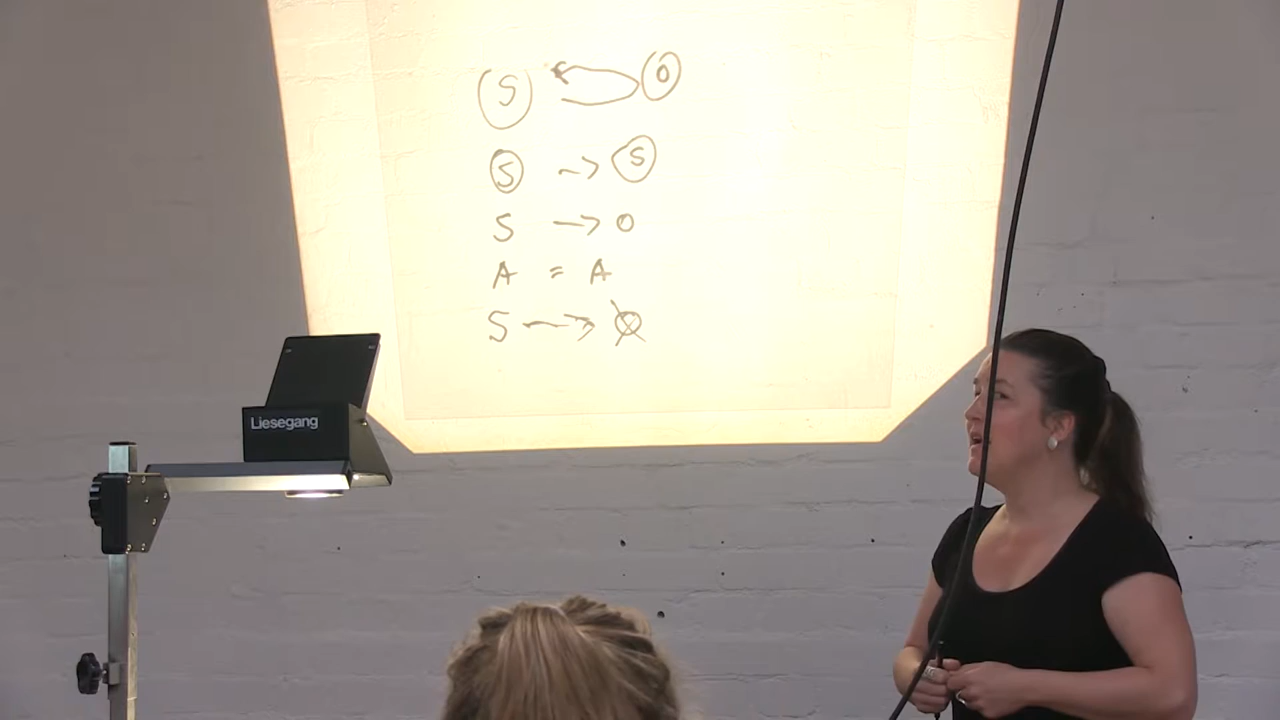 S O
S → S
S → O
A = A
S → O
Liesegang